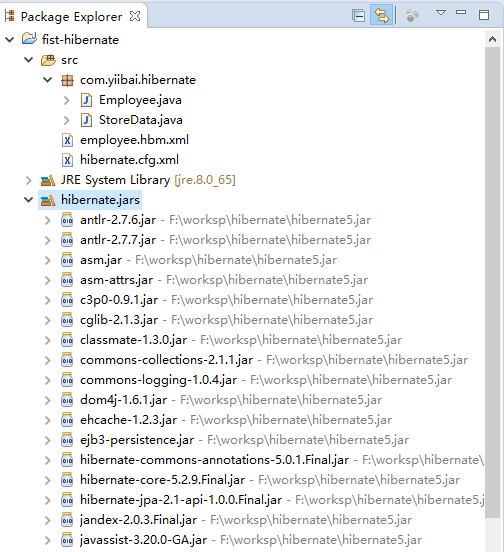 Package Explorer
fist-hibernate
src
com.yiibai.hibernate
Employee.java
StoreData.java
employee.hbm.xml
hibernate.cfg.xml
JRE System Library [jre.8.0_65]
hibernate.jars
antlr-2.7.6.jar - F:\worksp\hibernate\hibernate5.jar
antlr-2.7.7.jar - F:\worksp\hibernate\hibernate5.jar
asm.jar - F:\worksp\hibernate\hibernate5.jar
asm-attrs.jar - F:\worksp\hibernate\hibernate5.jar
c3p0-0.9.1.jar - F:\worksp\hibernate\hibernate5.jar
cglib-2.1.3.jar - F:\worksp\hibernate\hibernate5.jar
classmate-1.3.0.jar - F:\worksp\hibernate\hibernate5.jar
commons-collections-2.1.1.jar - F:\worksp\hibernate\hibernate5.jar
commons-logging-1.0.4.jar - F:\worksp\hibernate\hibernate5.jar
dom4j-1.6.1.jar - F:\worksp\hibernate\hibernate5.jar
ehcache-1.2.3.jar - F:\worksp\hibernate\hibernate5.jar
ejb3-persistence.jar - F:\worksp\hibernate\hibernate5.jar
hibernate-commons-annotations-5.0.1.Final.jar - F:\worksp\hibernate
hibernate-core-5.2.9.Final.jar - F:\worksp\hibernate\hibernate5.jar
hibernate-jpa-2.1-api-1.0.0.Final.jar - F:\worksp\hibernate\hibernate5.j
jandex-2.0.3.Final.jar - F:\worksp\hibernate\hibernate5.jar
javassist-3.20.0-GA.jar - F:\worksp\hibernate\hibernate5.jar